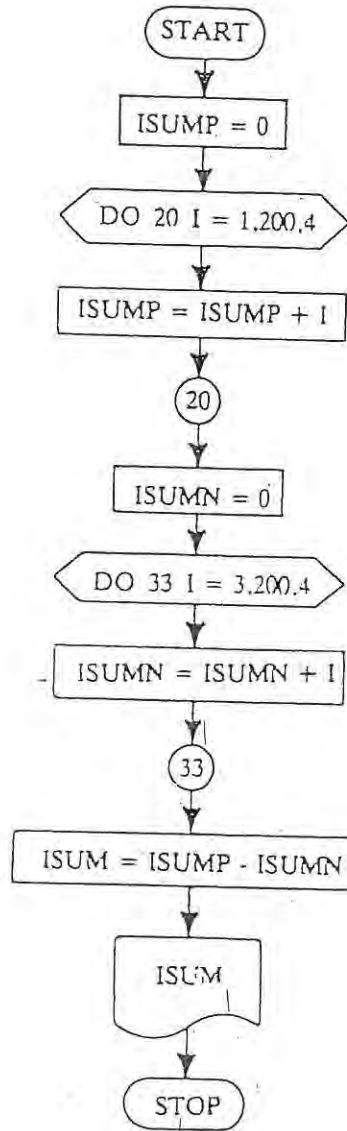 START
ISUMP = 0
DO 20 I = 1,200,4
ISUMP = ISUMP + I
20
ISUMN = 0
DO 33 I = 3,200,4
ISUMN = ISUMN + I
33
ISUM = ISUMP - ISUMN
ISUM
STOP